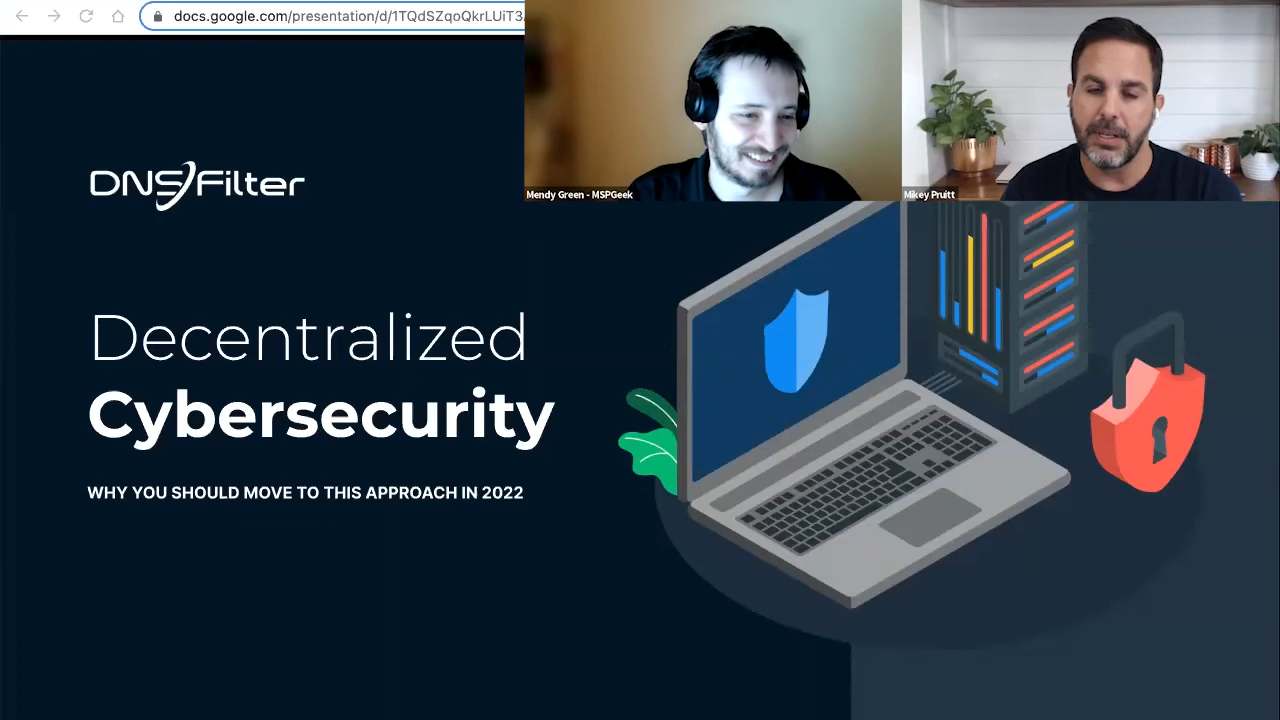 docs.google.com/presentation/d/1TQdSZqoQkrLUiT3
Mendy Green - MSPGeek
Mikey Pruitt
DNSFilter
Decentralized
Cybersecurity
WHY YOU SHOULD MOVE TO THIS APPROACH IN 2022